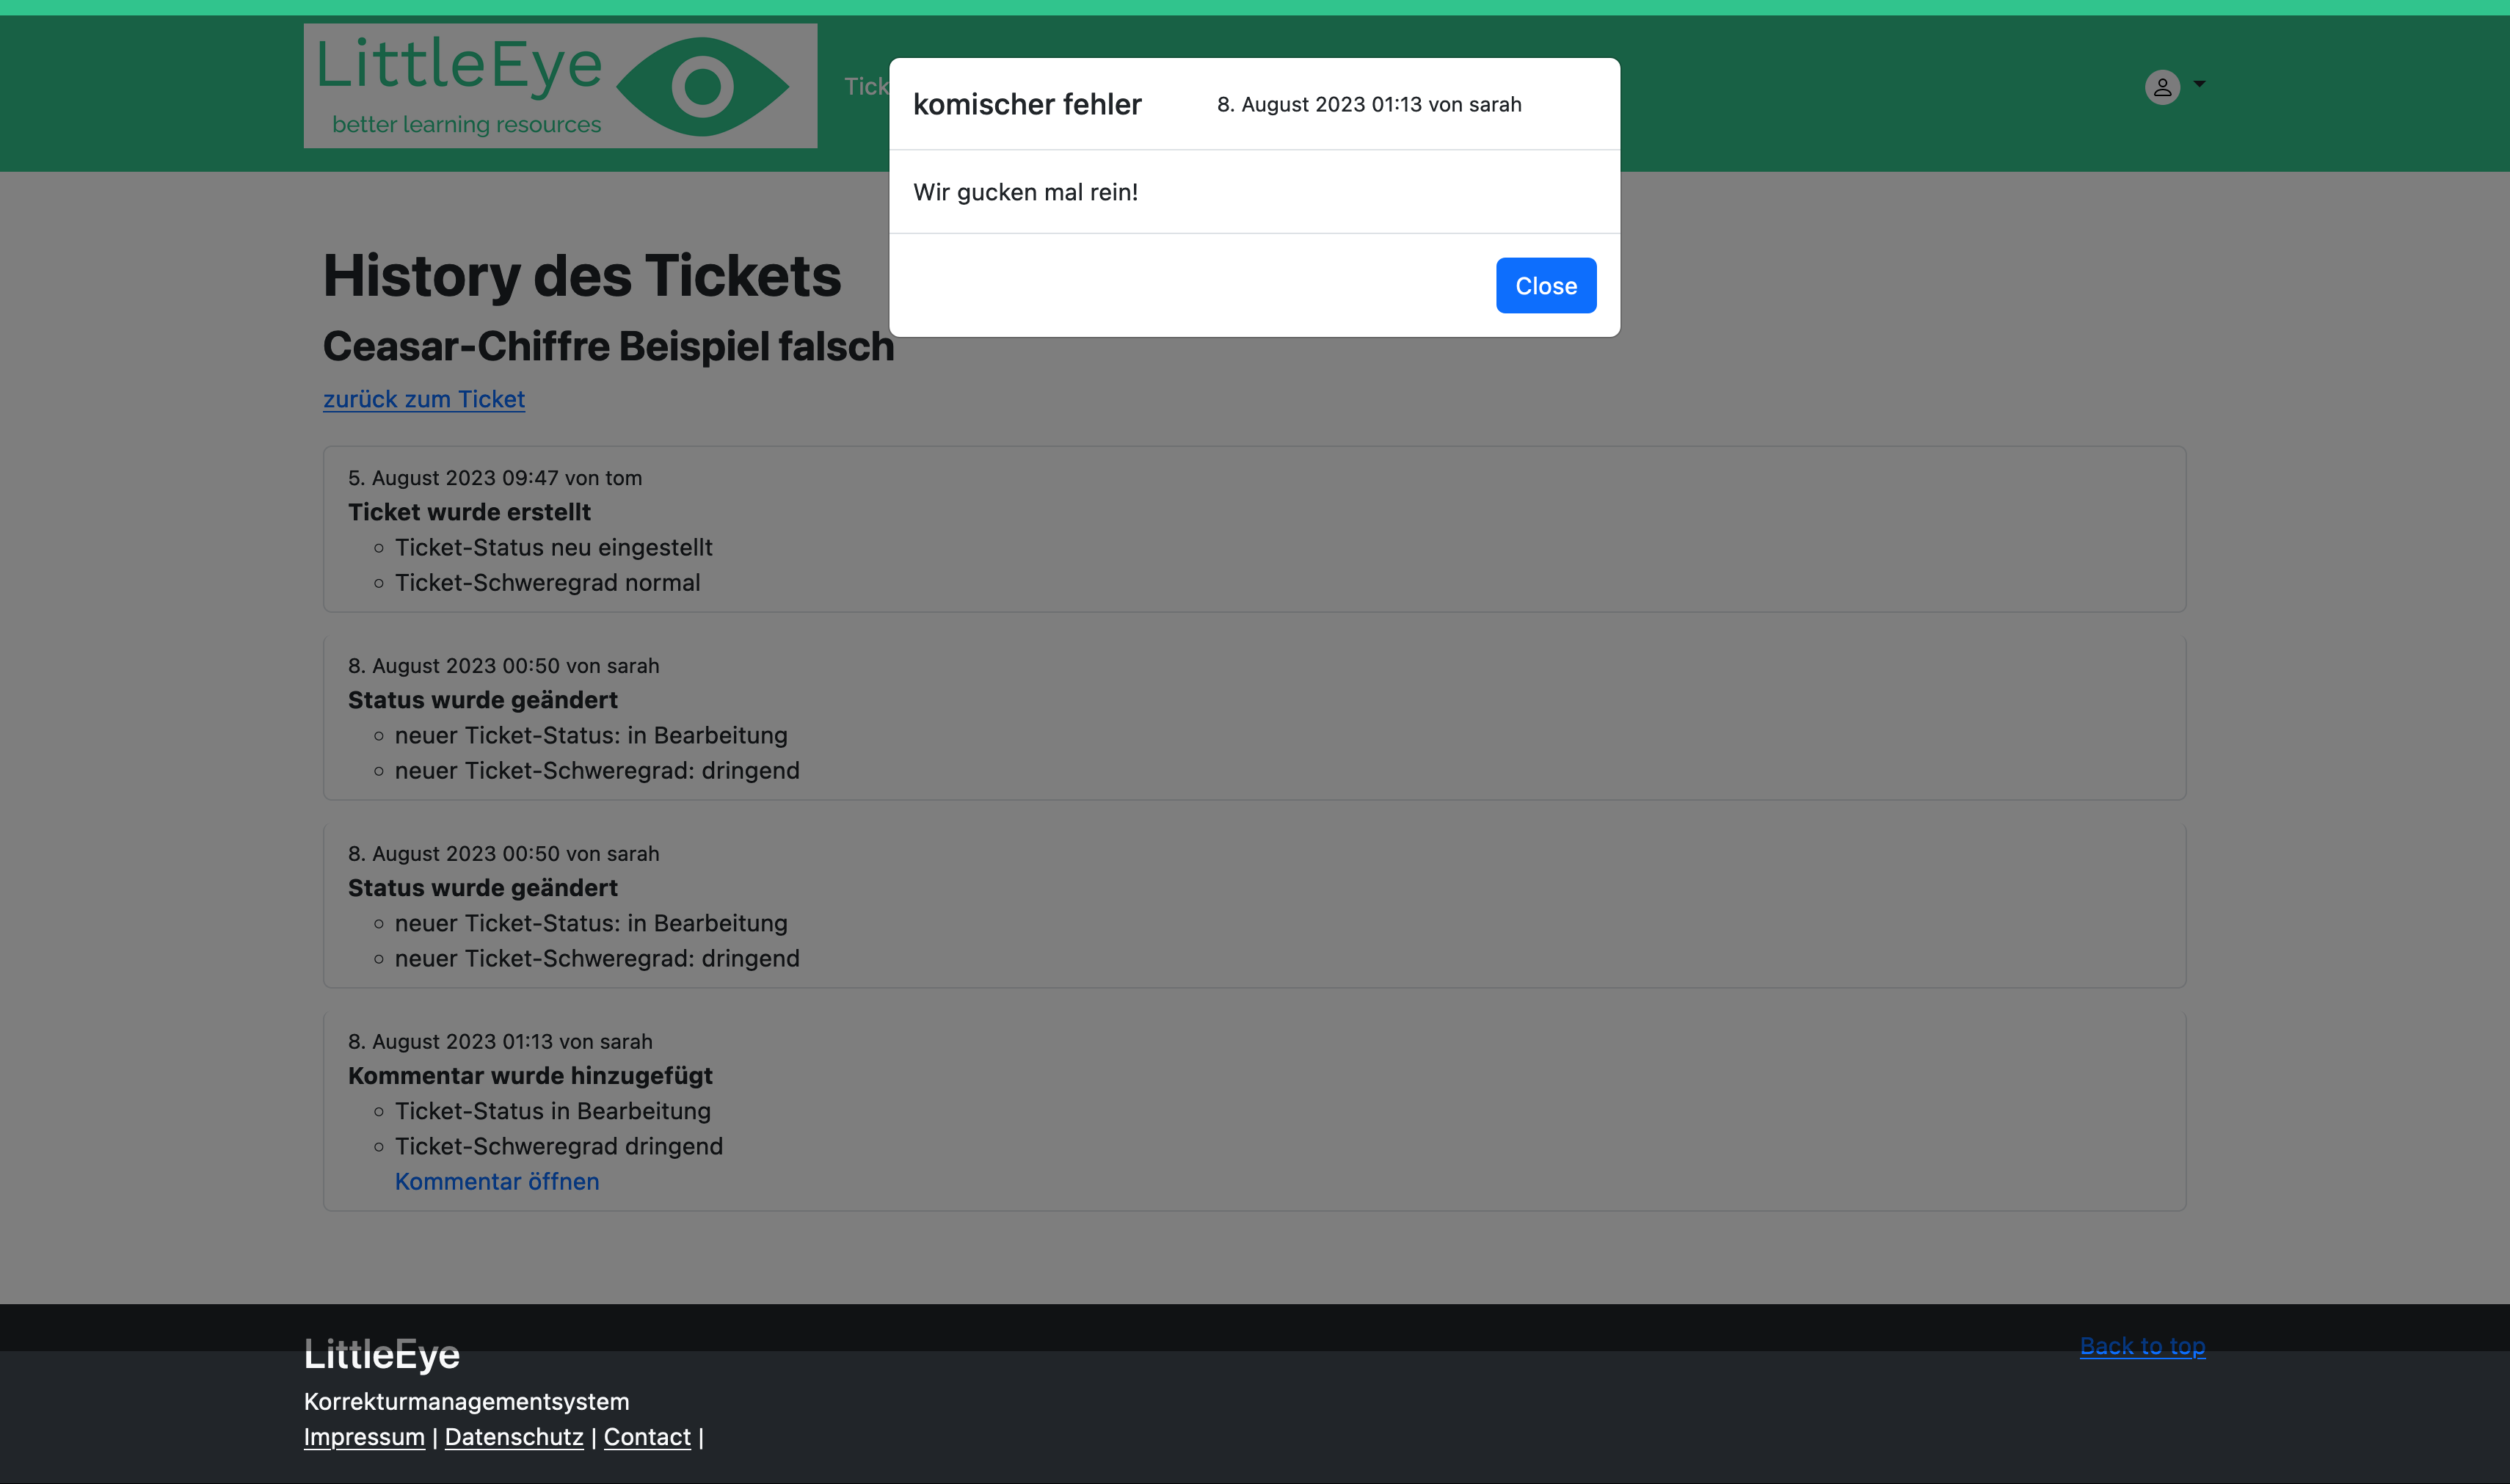 LittleEye
better learning resources
Tick
komischer fehler
8. August 2023 01:13 von sarah
Wir gucken mal rein!
Close
History des Tickets
Ceasar-Chiffre Beispiel falsch
zurück zum Ticket
5. August 2023 09:47 von tom
Ticket wurde erstellt
Ticket-Status neu eingestellt
Ticket-Schweregrad normal
8. August 2023 00:50 von sarah
Status wurde geändert
neuer Ticket-Status: in Bearbeitung
neuer Ticket-Schweregrad: dringend
8. August 2023 00:50 von sarah
Status wurde geändert
neuer Ticket-Status: in Bearbeitung
neuer Ticket-Schweregrad: dringend
8. August 2023 01:13 von sarah
Kommentar wurde hinzugefügt
Ticket-Status in Bearbeitung
Ticket-Schweregrad dringend
Kommentar öffnen
LittleEye
Back to top
Korrekturmanagementsystem
Impressum | Datenschutz | Contact |